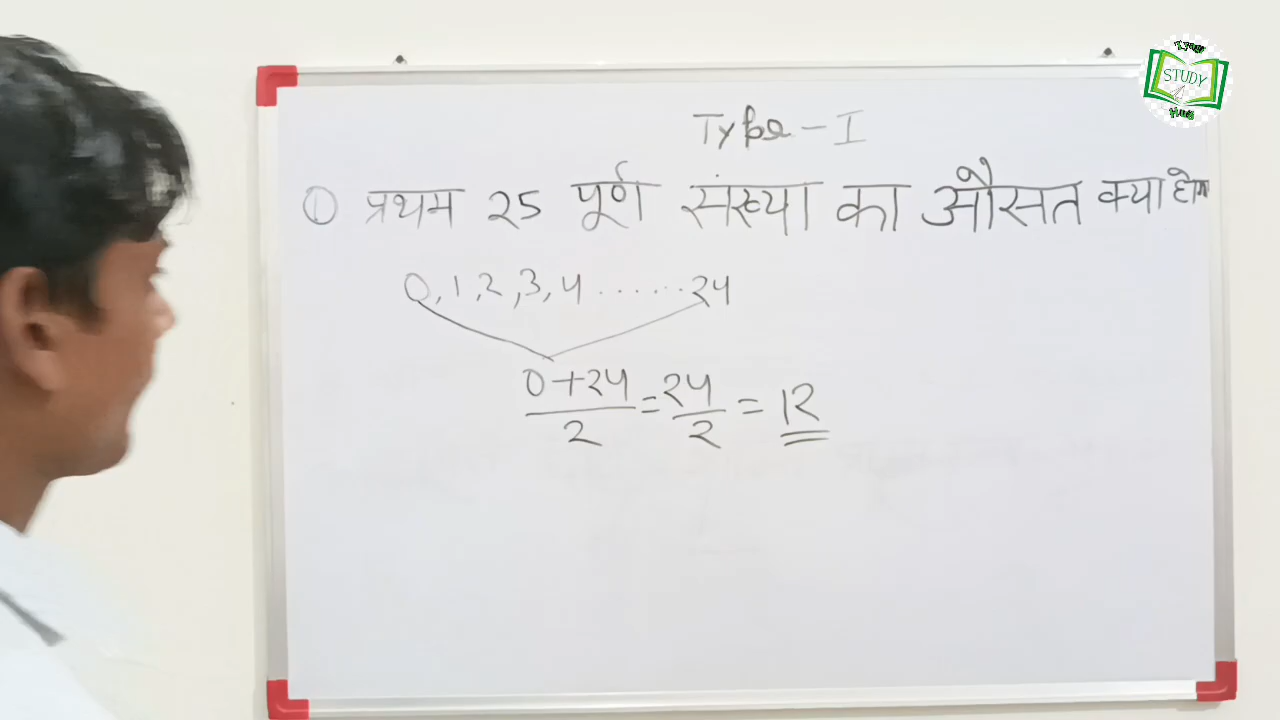 Type - I
① प्रथम 25 पूर्ण संख्या का औसत क्या होगा
0, 1, 2, 3, 4 ....... 24
0+24/2 = 24/2 = 12
STUDY